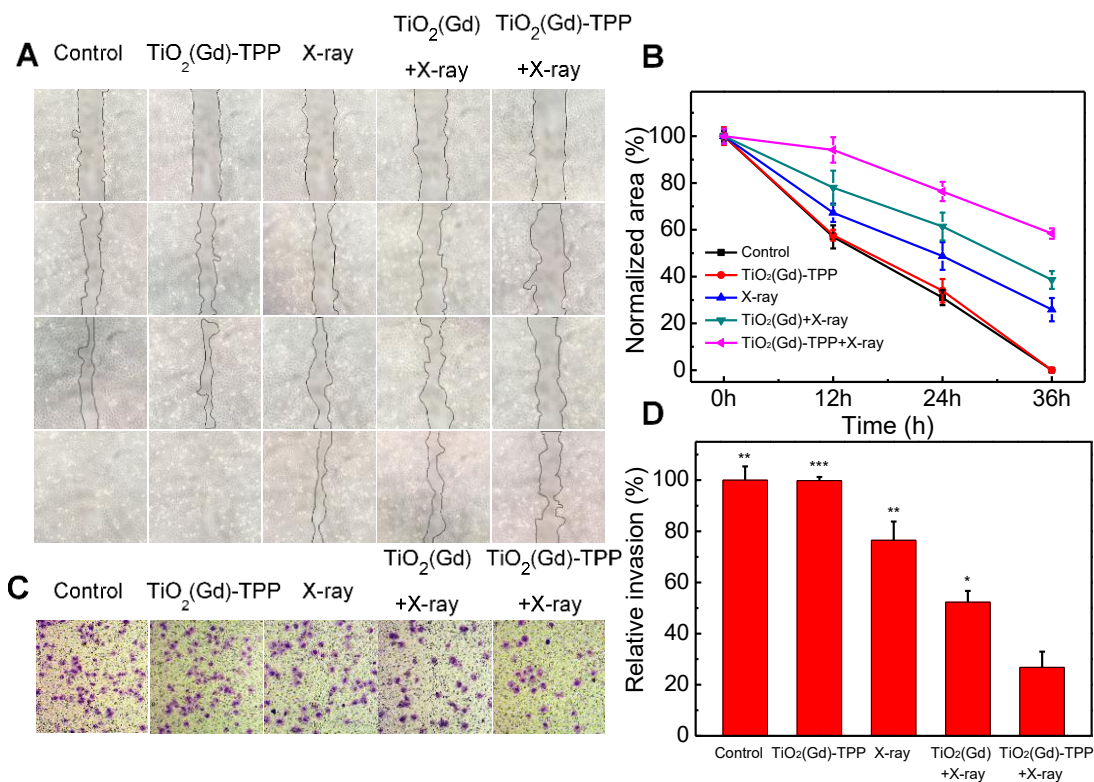 A
Control
TiO2(Gd)-TPP
X-ray
TiO2(Gd)
+X-ray
TiO2(Gd)-TPP
+X-ray
B
Normalized area (%)
100
80
60
40
20
0
Control
TiO2(Gd)-TPP
X-ray
TiO2(Gd)+X-ray
TiO2(Gd)-TPP+X-ray
0h
12h
24h
36h
Time (h)
C
Control
TiO2(Gd)-TPP
X-ray
TiO2(Gd)
+X-ray
TiO2(Gd)-TPP
+X-ray
D
Relative invasion (%)
100
80
60
40
20
0
**
***
**
*
Control
TiO2(Gd)-TPP
X-ray
TiO2(Gd)
+X-ray
TiO2(Gd)-TPP
+X-ray